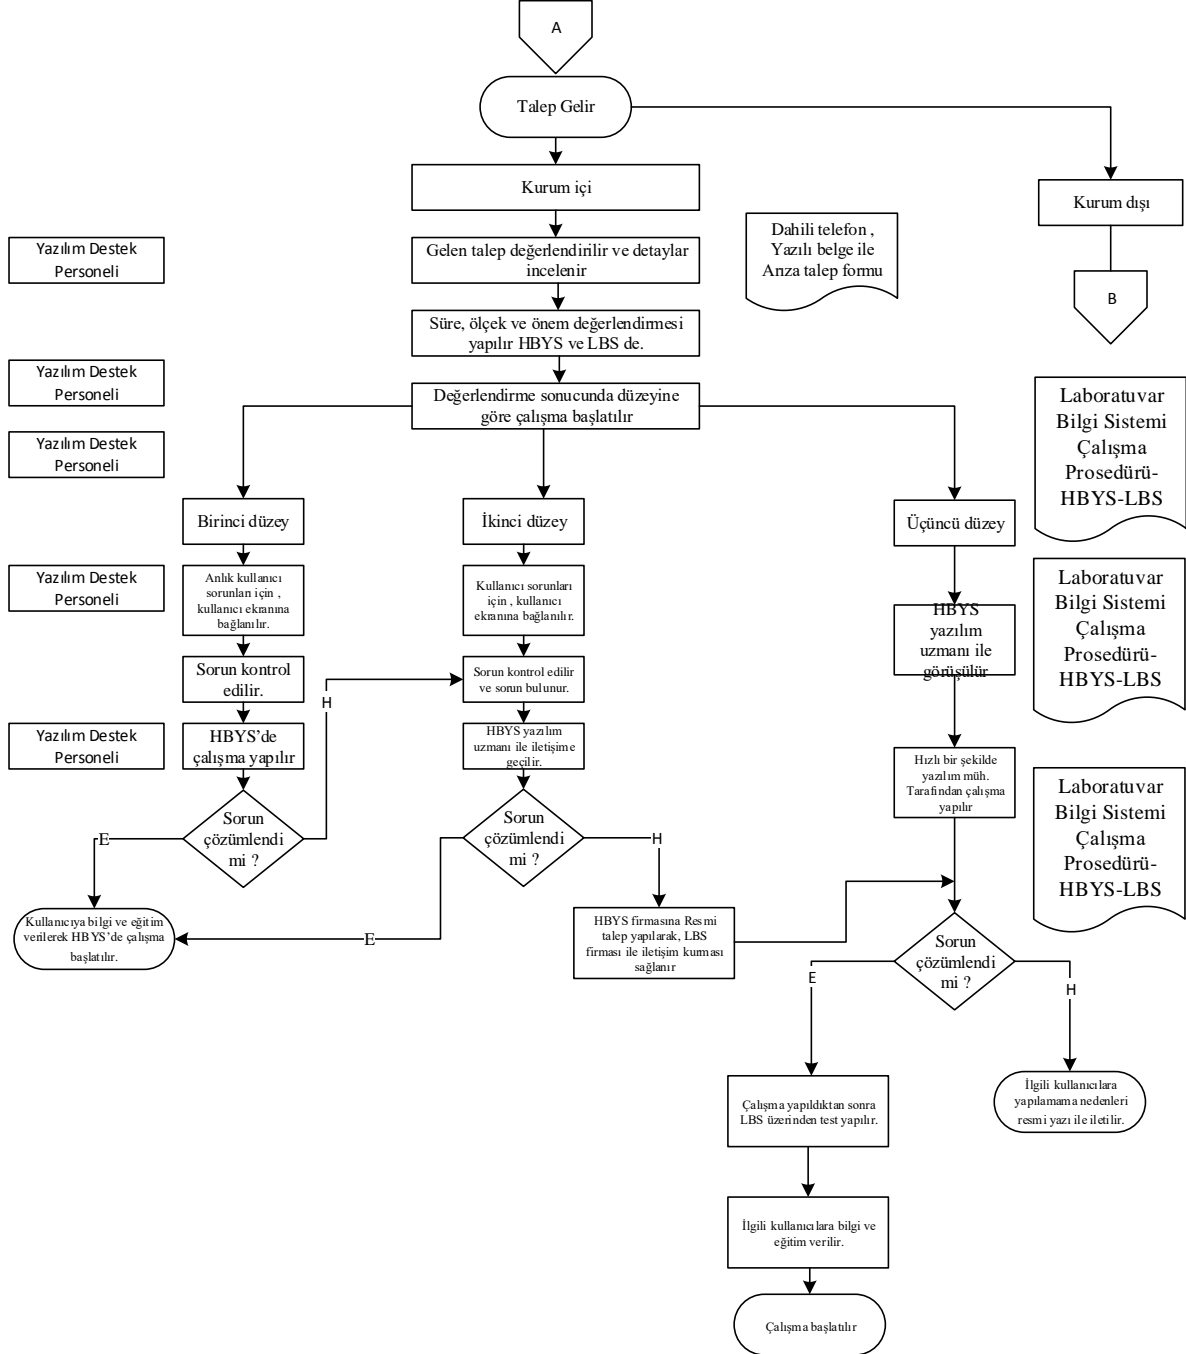 A
Talep Gelir
Kurum içi
Kurum dışı
Dahili telefon ,
Yazılı belge ile
Arıza talep formu
Yazılım Destek
Personeli
Gelen talep değerlendirilir ve detaylar
incelenir
B
Süre, ölçek ve önem değerlendirmesi
yapılır HBYS ve LBS de.
Yazılım Destek
Personeli
Değerlendirme sonucunda düzeyine
göre çalışma başlatılır
Laboratuvar
Bilgi Sistemi
Çalışma
Prosedürü-
HBYS-LBS
Yazılım Destek
Personeli
Birinci düzey
İkinci düzey
Üçüncü düzey
Yazılım Destek
Personeli
Anlık kullanıcı
sorunları için ,
kullanıcı ekranına
bağlanılır.
Kullanıcı sorunları
için , kullanıcı
ekranına bağlanılır.
HBYS
yazılım
uzmanı ile
görüşülür
Laboratuvar
Bilgi Sistemi
Çalışma
Prosedürü-
HBYS-LBS
Sorun kontrol
edilir.
H
Sorun kontrol edilir
ve sorun bulunur.
Yazılım Destek
Personeli
HBYS'de
çalışma yapılır
HBYS yazılım
uzmanı ile iletişime
geçilir.
Hızlı bir şekilde
yazılım müh.
Tarafından çalışma
yapılır
Laboratuvar
Bilgi Sistemi
Çalışma
Prosedürü-
HBYS-LBS
E
Sorun
çözümlendi
mi ?
Sorun
çözümlendi
mi ?
H
Kullanıcıya bilgi ve eğitim
verilerek HBYS'de çalışma
başlatılır.
E
HBYS firmasına Resmi
talep yapılarak, LBS
firması ile iletişim kurması
sağlanır
Sorun
çözümlendi
mi ?
E
H
Çalışma yapıldıktan sonra
LBS üzerinden test yapılır.
İlgili kullanıcılara
yapılamama nedenleri
resmi yazı ile iletilir.
İlgili kullanıcılara bilgi ve
eğitim verilir.
Çalışma başlatılır